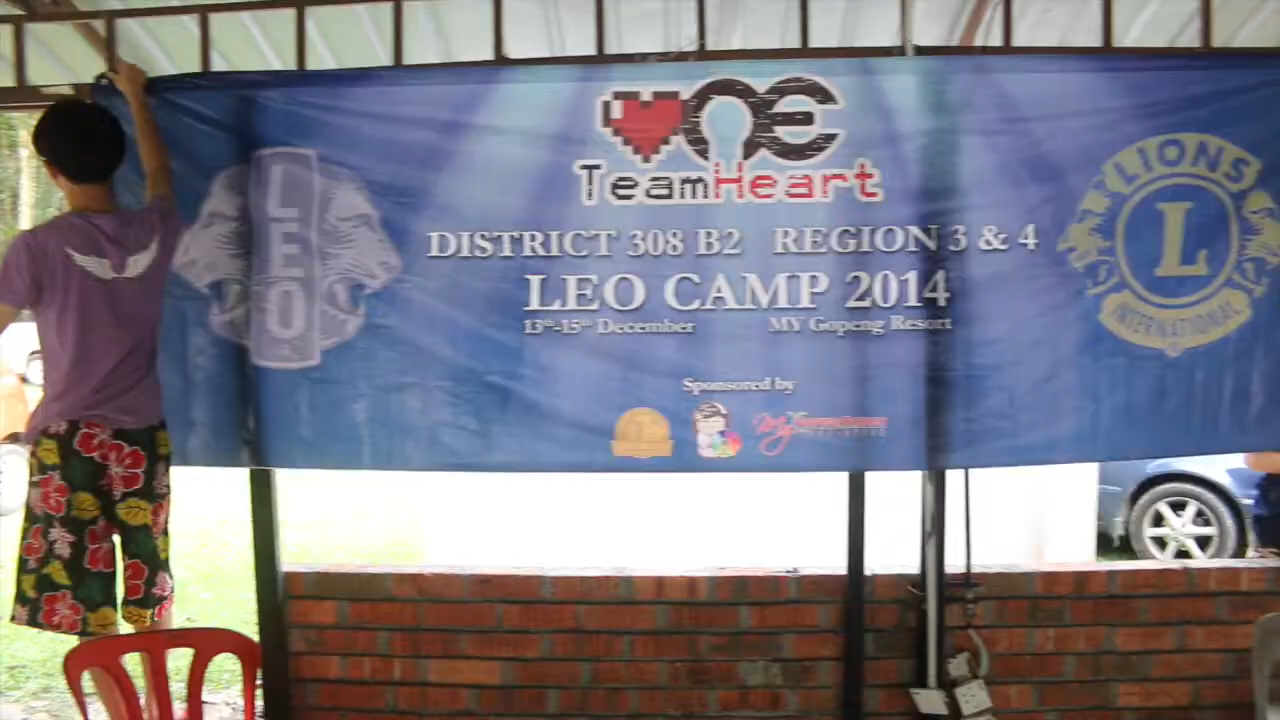 ONE
TeamHeart
DISTRICT 308 B2 REGION 3 & 4
LEO CAMP 2014
13th-15th December MY Gopeng Resort
Sponsored by
LEO
LIONS
L
INTERNATIONAL